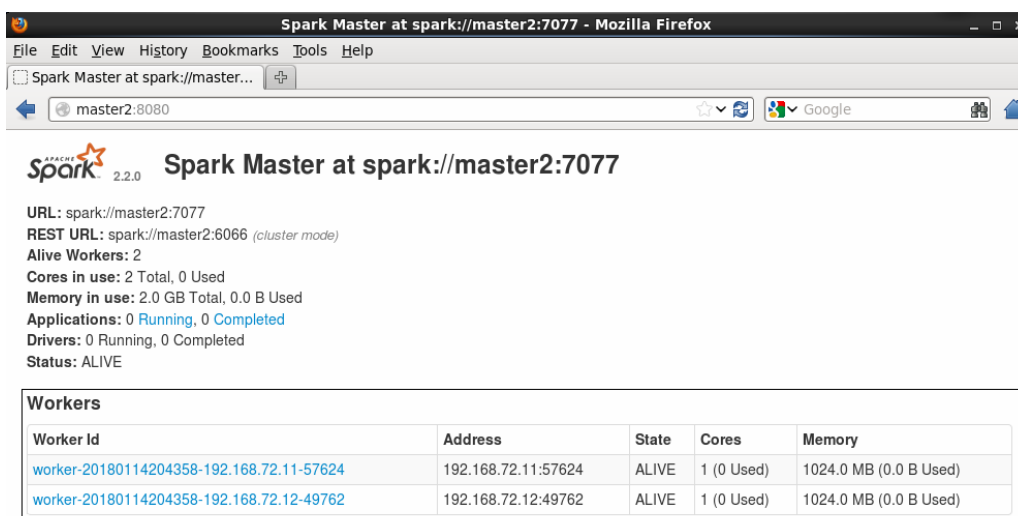 Spark Master at spark://master2:7077 - Mozilla Firefox
File Edit View History Bookmarks Tools Help
Spark Master at spark://master...
master2:8080 Google
APACHE
Spark 2.2.0 Spark Master at spark://master2:7077
URL: spark://master2:7077
REST URL: spark://master2:6066 (cluster mode)
Alive Workers: 2
Cores in use: 2 Total, 0 Used
Memory in use: 2.0 GB Total, 0.0 B Used
Applications: 0 Running, 0 Completed
Drivers: 0 Running, 0 Completed
Status: ALIVE
Workers
Worker Id Address State Cores Memory
worker-20180114204358-192.168.72.11-57624 192.168.72.11:57624 ALIVE 1 (0 Used) 1024.0 MB (0.0 B Used)
worker-20180114204358-192.168.72.12-49762 192.168.72.12:49762 ALIVE 1 (0 Used) 1024.0 MB (0.0 B Used)